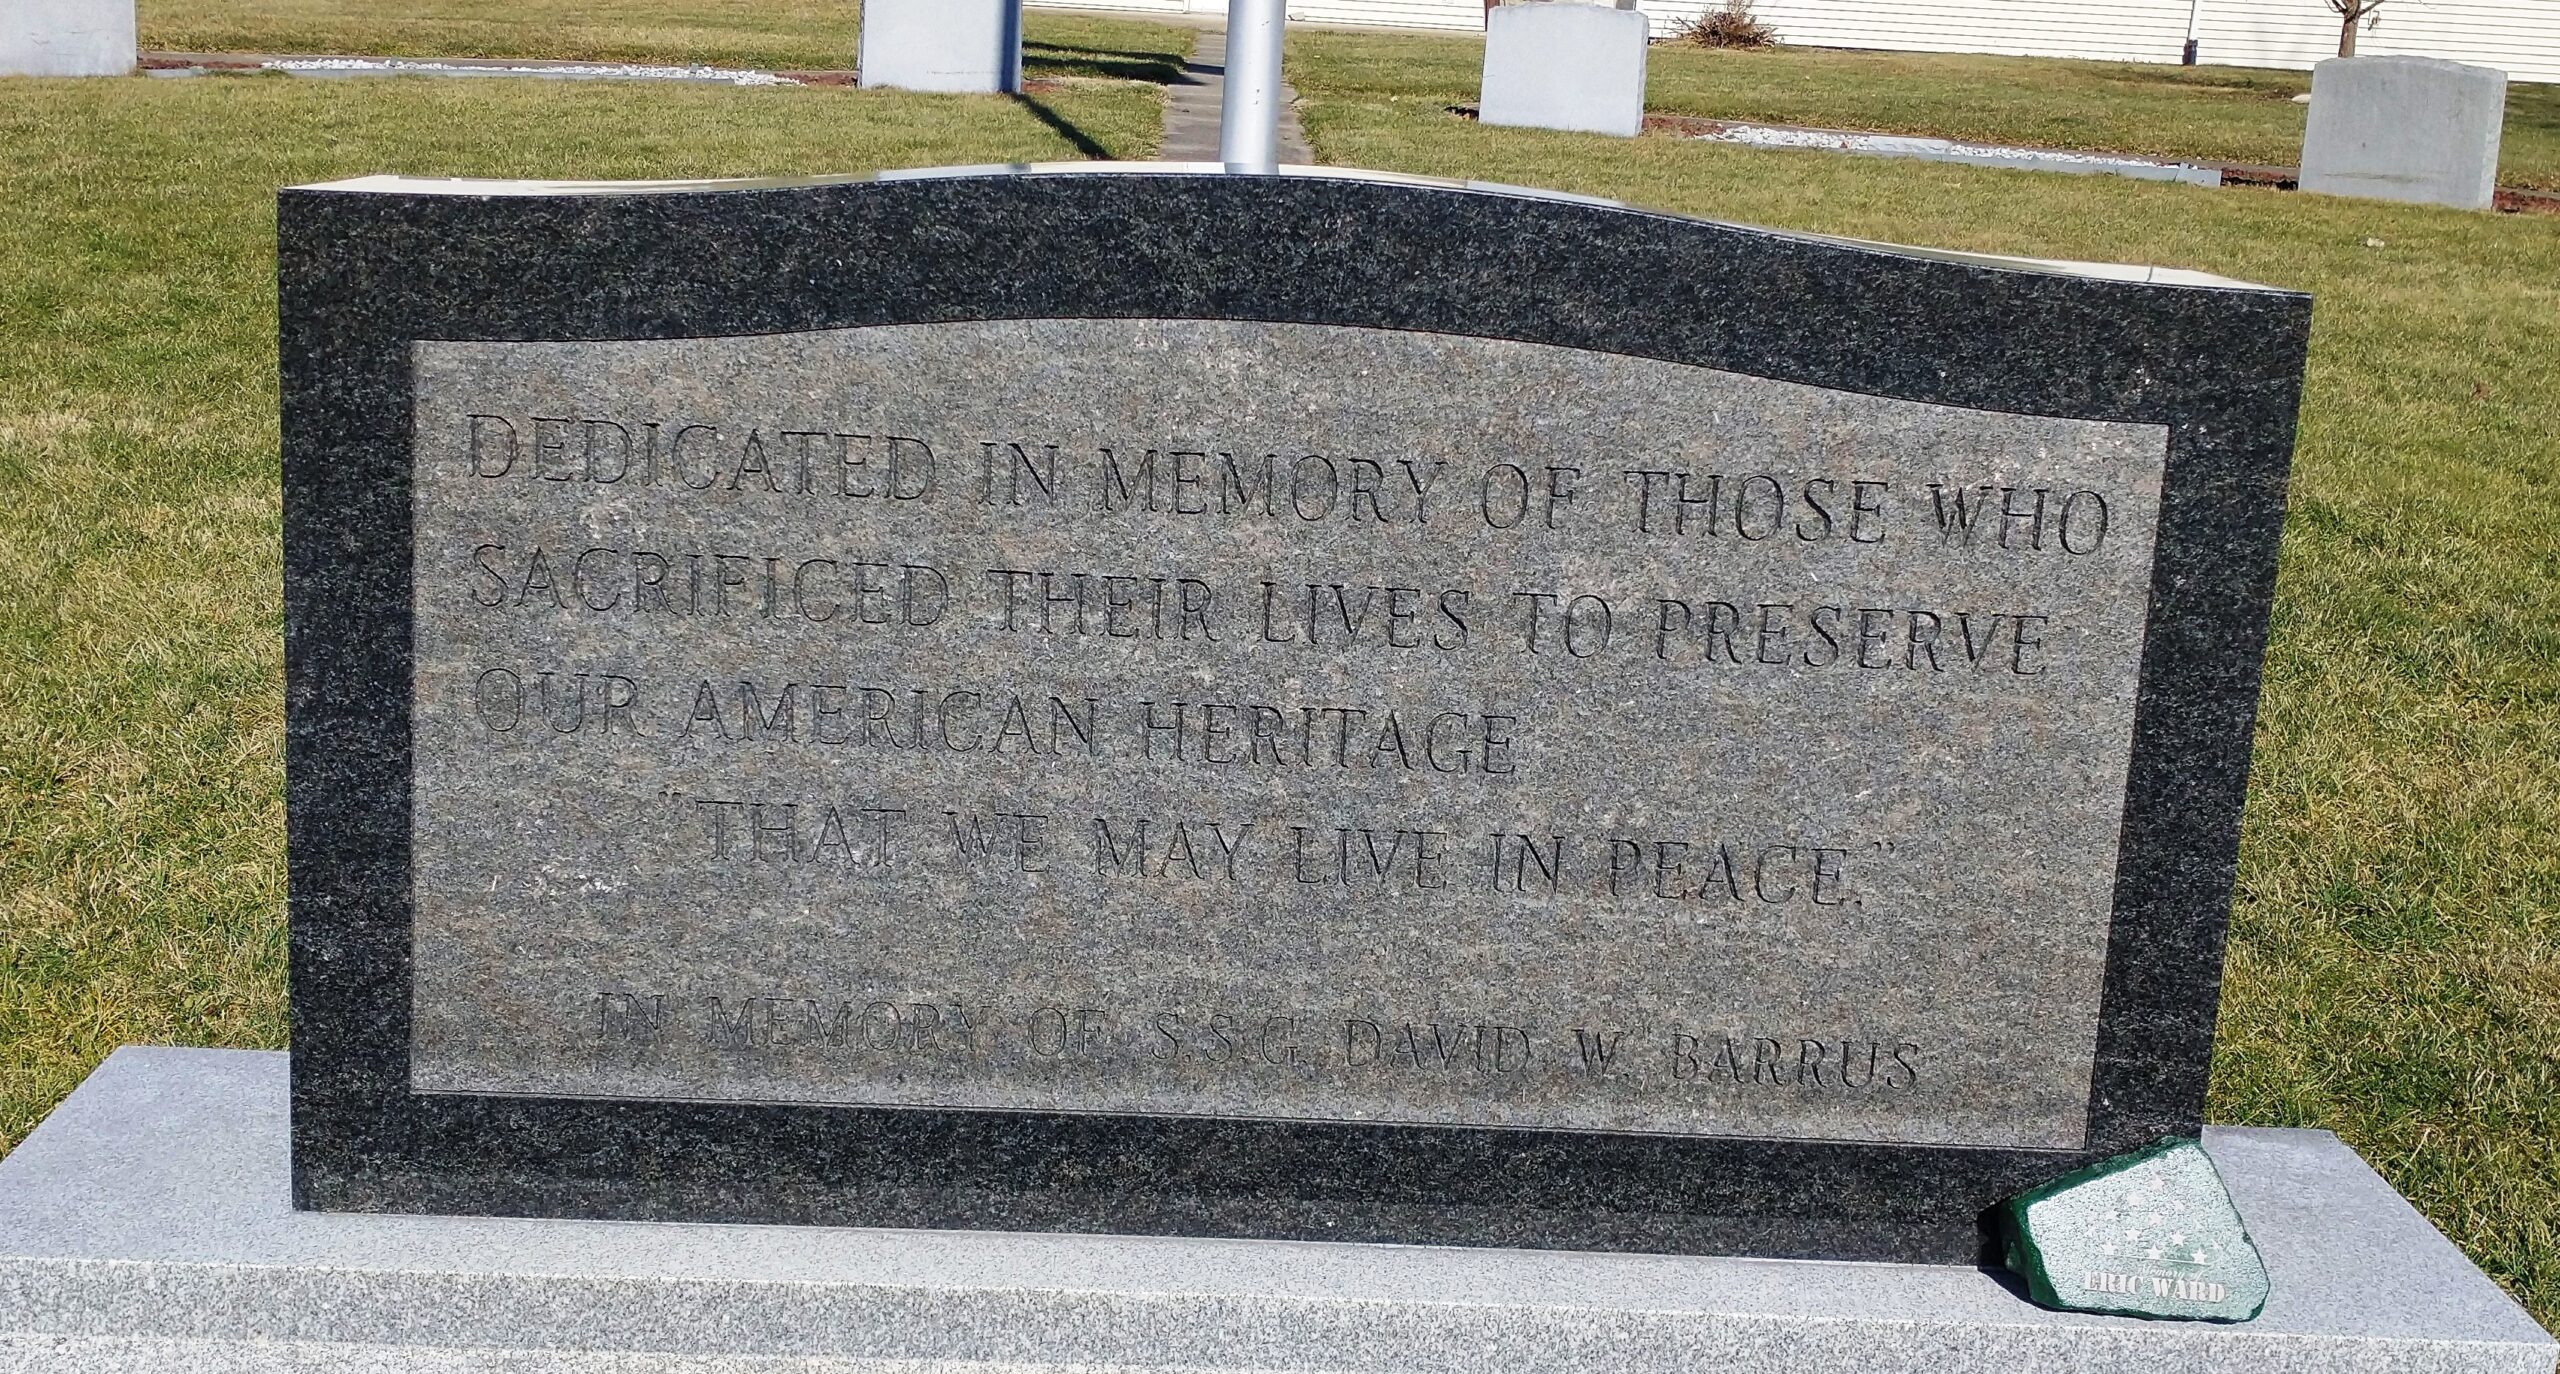 DEDICATED IN MEMORY OF THOSE WHO
SACRIFICED THEIR LIVES TO PRESERVE
OUR AMERICAN HERITAGE
"THAT WE MAY LIVE IN PEACE."
IN MEMORY OF S.S.G. DAVID W. BARRUS
ERIC WARD